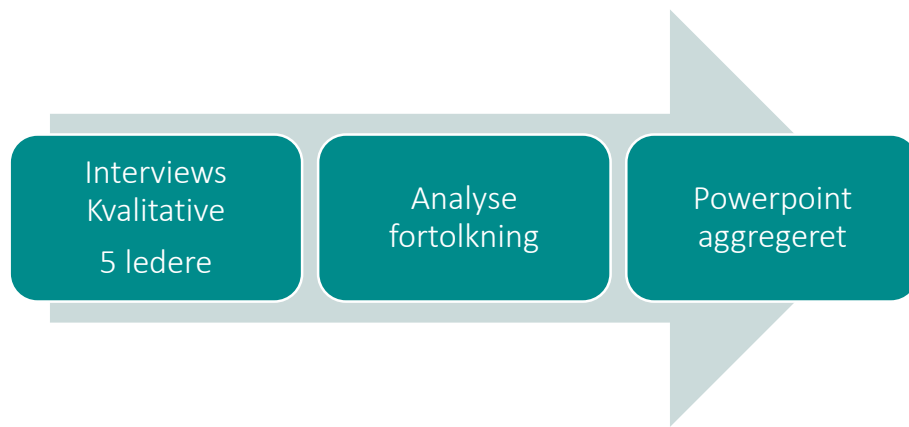 Interviews
Kvalitative
5 ledere
Analyse
fortolkning
Powerpoint
aggregeret